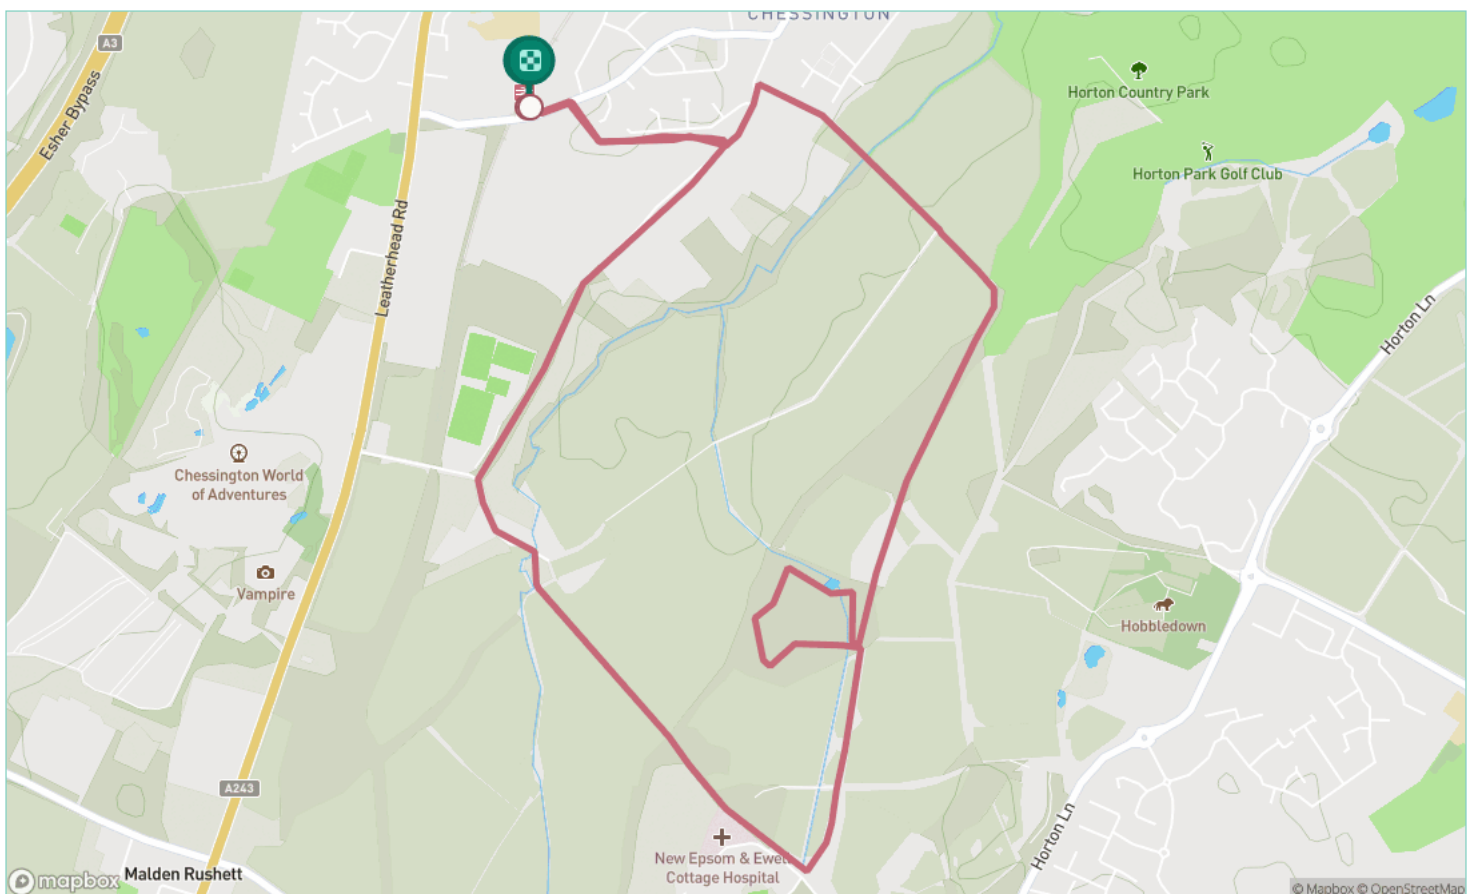 CHESSINGTON
A3
Esher Bypass
Horton Country Park
Horton Park Golf Club
Leatherhead Rd
Horton Ln
Chessington World
of Adventures
Vampire
Hobbledown
A243
Horton Ln
New Epsom & Ewell
Cottage Hospital
Malden Rushett
mapbox
© Mapbox © OpenStreetMap